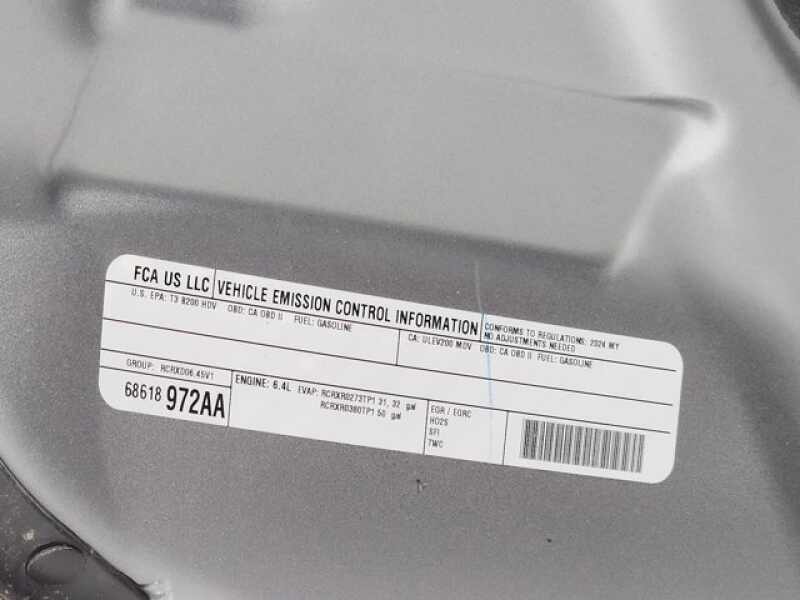 FCA US LLC VEHICLE EMISSION CONTROL INFORMATION
CONFORMS TO REGULATIONS: 2024 MY
NO ADJUSTMENTS NEEDED
U.S. EPA: T3 B200 HDV OBD: CA OBD II FUEL: GASOLINE
CA: ULEV200 MDV OBD: CA OBD II FUEL: GASOLINE
GROUP: RCRXD06.45V1
68618 972AA
ENGINE: 6.4L EVAP: RCRXR0273TP1 31, 32 gal
RCRXR0380TP1 50 gal
EGR / EGRC
HO2S
SFI
TWC